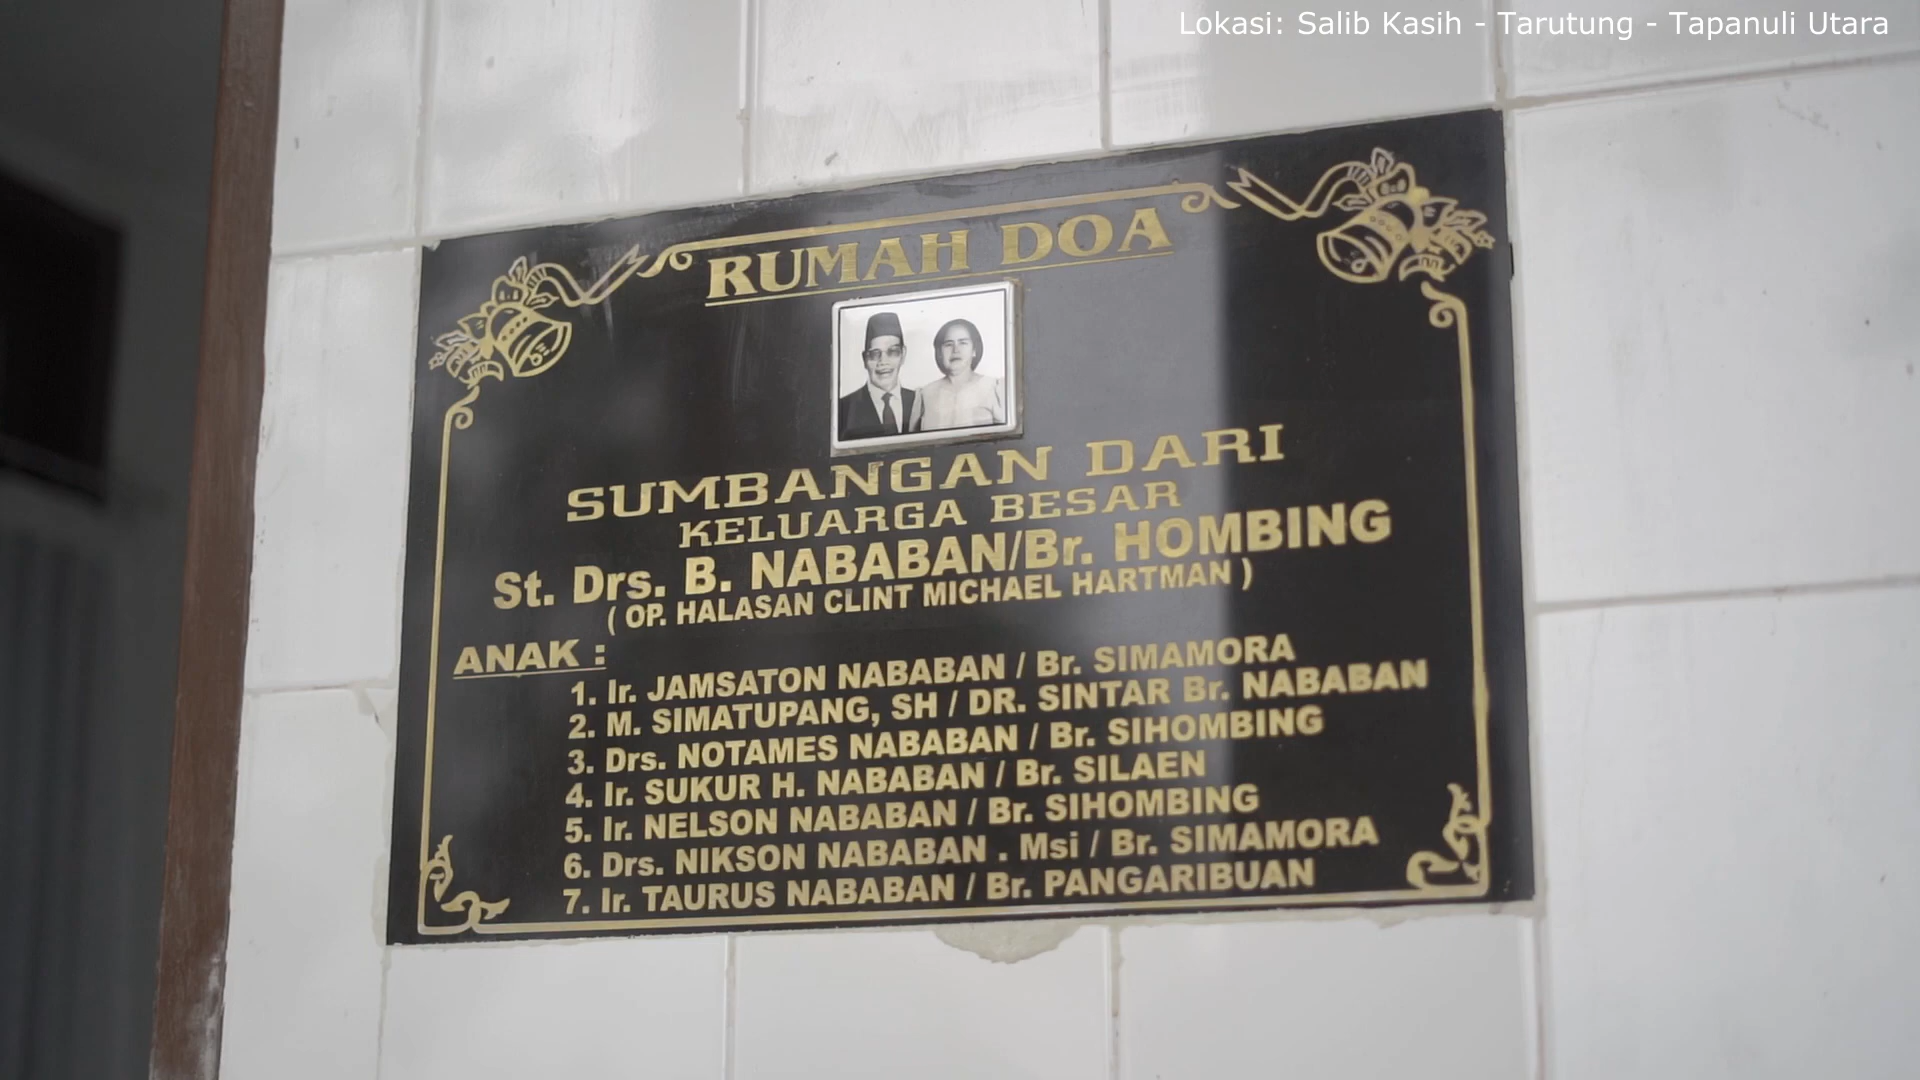 Lokasi: Salib Kasih - Tarutung - Tapanuli Utara
RUMAH DOA
SUMBANGAN DARI
KELUARGA BESAR
St. Drs. B. NABABAN/Br. HOMBING
( OP. HALASAN CLINT MICHAEL HARTMAN )
ANAK :
1. Ir. JAMSATON NABABAN / Br. SIMAMORA
2. M. SIMATUPANG, SH / DR. SINTAR Br. NABABAN
3. Drs. NOTAMES NABABAN / Br. SIHOMBING
4. Ir. SUKUR H. NABABAN / Br. SILAEN
5. Ir. NELSON NABABAN / Br. SIHOMBING
6. Drs. NIKSON NABABAN . Msi / Br. SIMAMORA
7. Ir. TAURUS NABABAN / Br. PANGARIBUAN